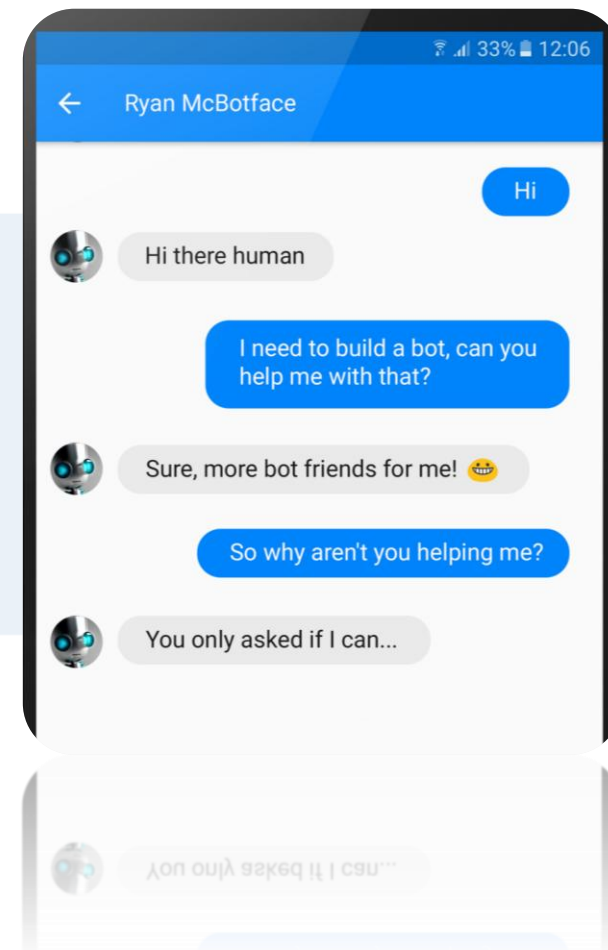 33% 12:06
Ryan McBotface
Hi
Hi there human
I need to build a bot, can you
help me with that?
Sure, more bot friends for me! 😀
So why aren't you helping me?
You only asked if I can...
You only asked if I can...